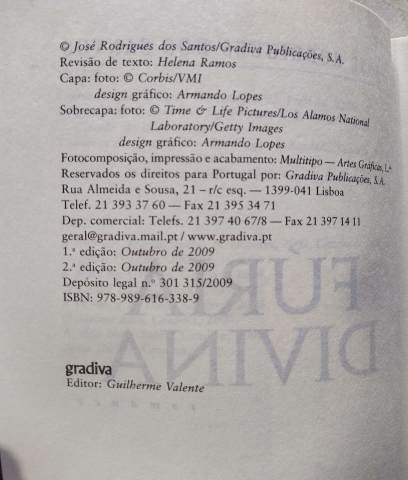 © José Rodrigues dos Santos/Gradiva Publicações, S.A.
Revisão de texto: Helena Ramos
Capa: foto: © Corbis/VMI
design gráfico: Armando Lopes
Sobrecapa: foto: © Time & Life Pictures/Los Alamos National
Laboratory/Getty Images
design gráfico: Armando Lopes
Fotocomposição, impressão e acabamento: Multitipo — Artes Gráficas, L.ª
Reservados os direitos para Portugal por: Gradiva Publicações, S.A.
Rua Almeida e Sousa, 21 – r/c esq. — 1399-041 Lisboa
Telef. 21 393 37 60 — Fax 21 395 34 71
Dep. comercial: Telefs. 21 397 40 67/8 — Fax 21 397 14 11
geral@gradiva.mail.pt / www.gradiva.pt
1.ª edição: Outubro de 2009
2.ª edição: Outubro de 2009
Depósito legal n.º 301 315/2009
ISBN: 978-989-616-338-9
FÚRIA
DIVINA
romance
gradiva
Editor: Guilherme Valente